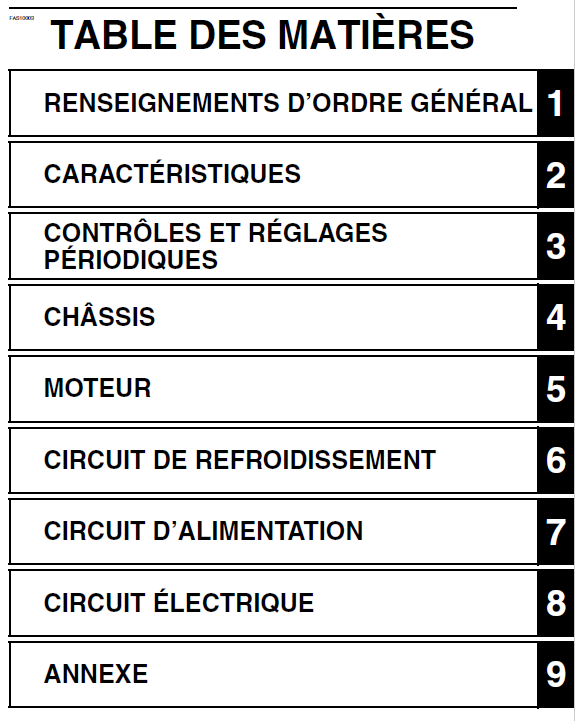 FAS10003
TABLE DES MATIÈRES
RENSEIGNEMENTS D’ORDRE GÉNÉRAL 1
CARACTÉRISTIQUES 2
CONTRÔLES ET RÉGLAGES
PÉRIODIQUES 3
CHÂSSIS 4
MOTEUR 5
CIRCUIT DE REFROIDISSEMENT 6
CIRCUIT D’ALIMENTATION 7
CIRCUIT ÉLECTRIQUE 8
ANNEXE 9